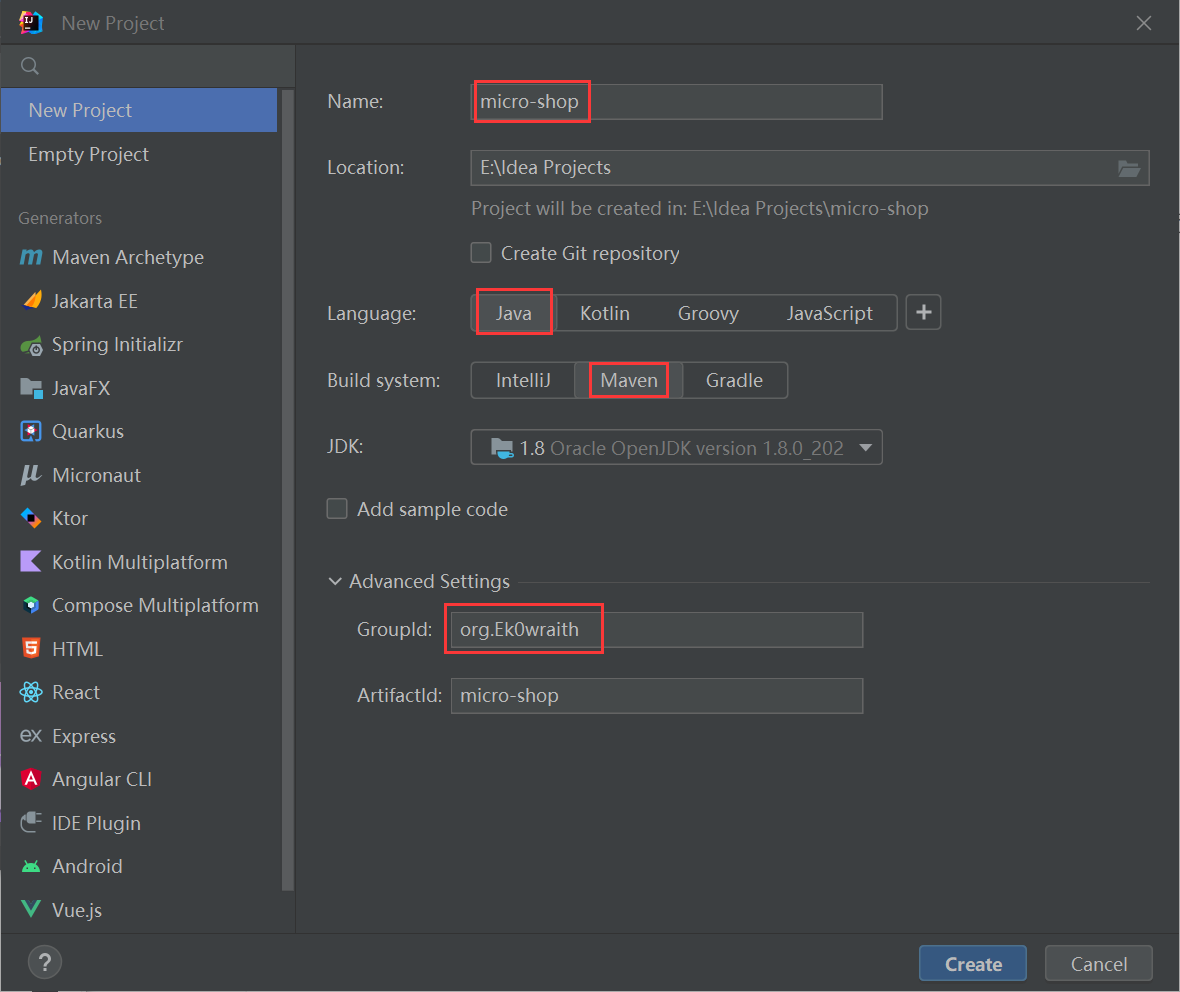 New Project
New Project
Empty Project
Generators
Maven Archetype
Jakarta EE
Spring Initializr
JavaFX
Quarkus
Micronaut
Ktor
Kotlin Multiplatform
Compose Multiplatform
HTML
React
ex Express
Angular CLI
IDE Plugin
Android
Vue.js
Name: micro-shop
Location: E:\Idea Projects
Project will be created in: E:\Idea Projects\micro-shop
Create Git repository
Language: Java Kotlin Groovy JavaScript +
Build system: IntelliJ Maven Gradle
JDK: 1.8 Oracle OpenJDK version 1.8.0_202
Add sample code
Advanced Settings
GroupId: org.Ek0wraith
ArtifactId: micro-shop
? Create Cancel